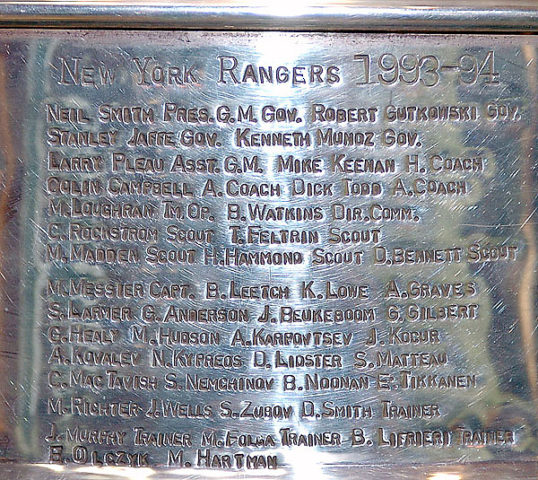 NEW YORK RANGERS 1993-94
NEIL SMITH PRES. G.M. GOV. ROBERT GUTKOWSKI GOV.
STANLEY JAFFE GOV. KENNETH MUNOZ GOV.
LARRY PLEAU ASST. G.M. MIKE KEENAN H. COACH
COLIN CAMPBELL A. COACH DICK TODD A. COACH
M. LOUGHRAN TM. OP. B. WATKINS DIR. COMM.
C. ROCKSTROM SCOUT T. FELTRIN SCOUT
M. MADDEN SCOUT H. HAMMOND SCOUT D. BENNETT SCOUT
M. MESSIER CAPT. B. LEETCH K. LOWE A. GRAVES
S. LARMER G. ANDERSON J. BEUKEBOOM G. GILBERT
G. HEALY M. HUDSON A. KARPOVTSEV J. KOCUR
A. KOVALEV N. KYPREOS D. LIDSTER S. MATTEAU
C. MACTAVISH S. NEMCHINOV B. NOONAN E. TIKKANEN
M. RICHTER J. WELLS S. ZUBOV D. SMITH TRAINER
J. MURPHY TRAINER M. FOLGA TRAINER B. LIFRIERI TRAINER
E. OLCZYK M. HARTMAN